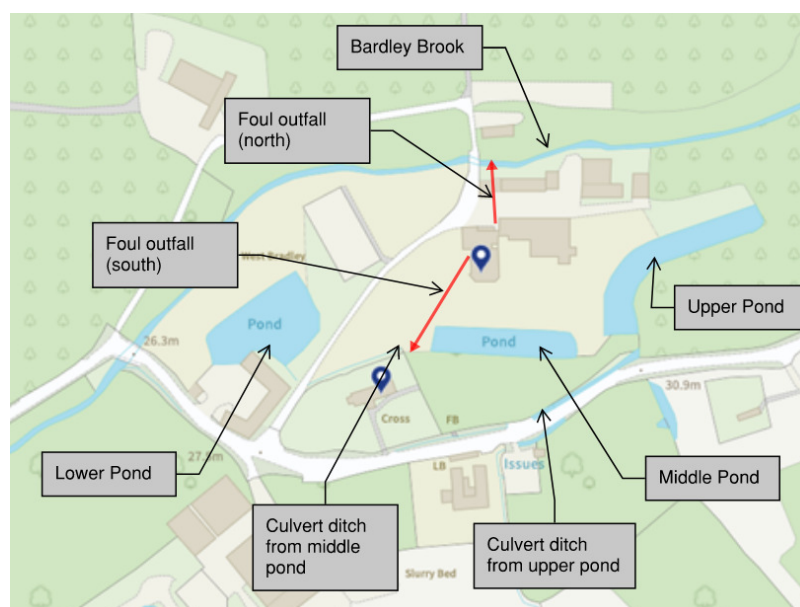 Bardley Brook
Foul outfall
(north)
Foul outfall
(south)
West Bradley
Upper Pond
Pond
Pond
26.3m
30.9m
Cross
FB
27.9m
LB
Issues
Lower Pond
Middle Pond
Culvert ditch
from middle
pond
Culvert ditch
from upper pond
Slurry Bed